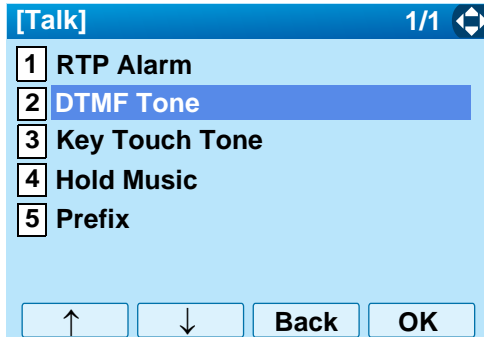 [Talk] 1/1
1 RTP Alarm
2 DTMF Tone
3 Key Touch Tone
4 Hold Music
5 Prefix
↑ ↓ Back OK